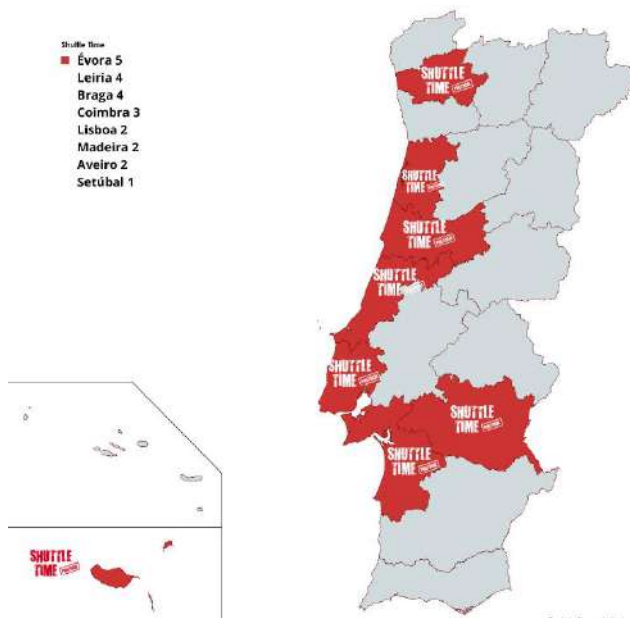 Shuttle Time
Évora 5
Leiria 4
Braga 4
Coimbra 3
Lisboa 2
Madeira 2
Aveiro 2
Setúbal 1
SHUTTLE
TIME
SHUTTLE
TIME
SHUTTLE
TIME
SHUTTLE
TIME
SHUTTLE
TIME
SHUTTLE
TIME
SHUTTLE
TIME
SHUTTLE
TIME